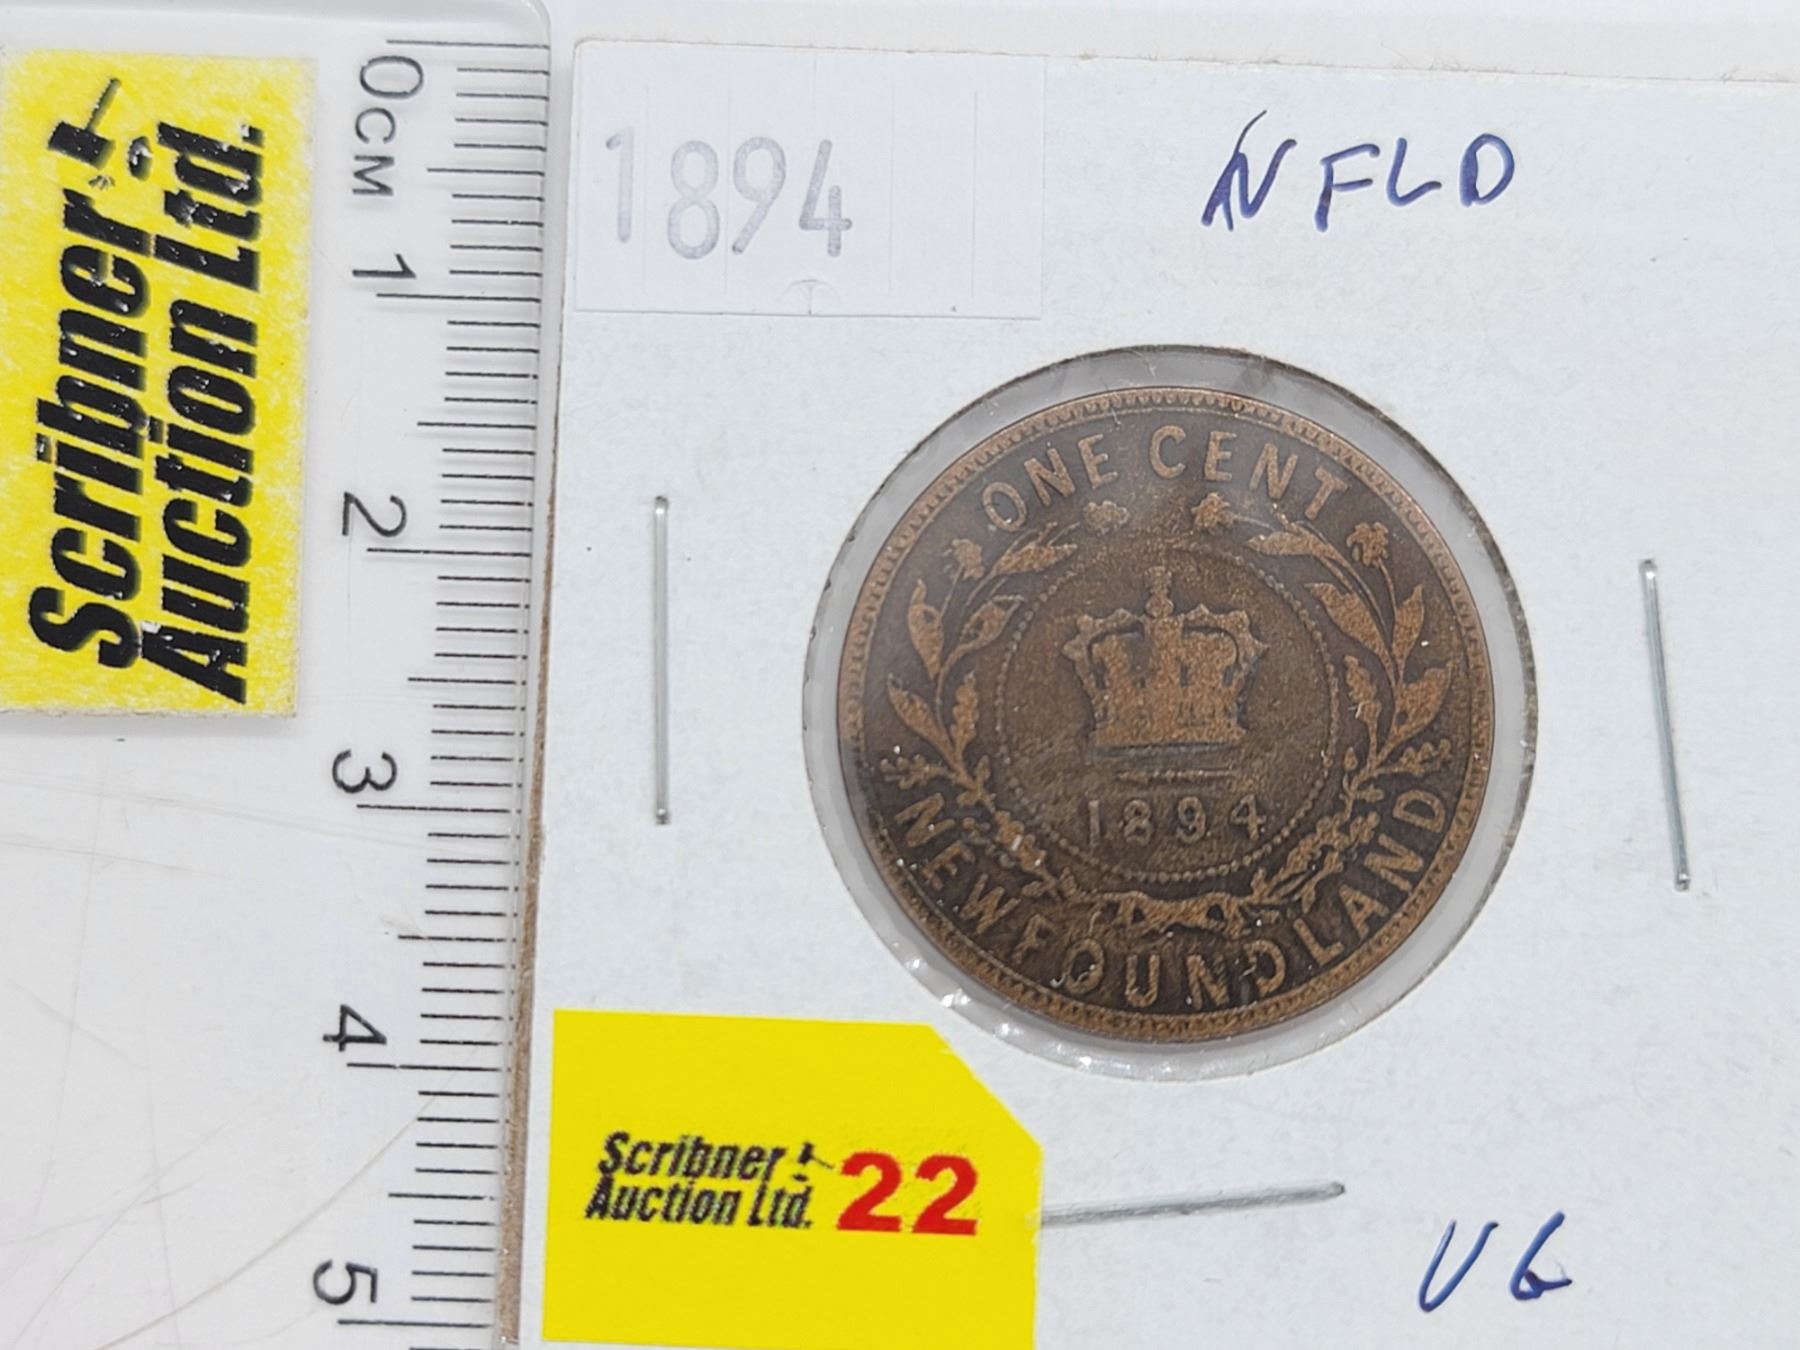 Scribner
Auction Ltd.
0CM
1
2
3
4
5
1894
NFLD
ONE CENT
1894
NEWFOUNDLAND
Scribner
Auction Ltd.
22
VG